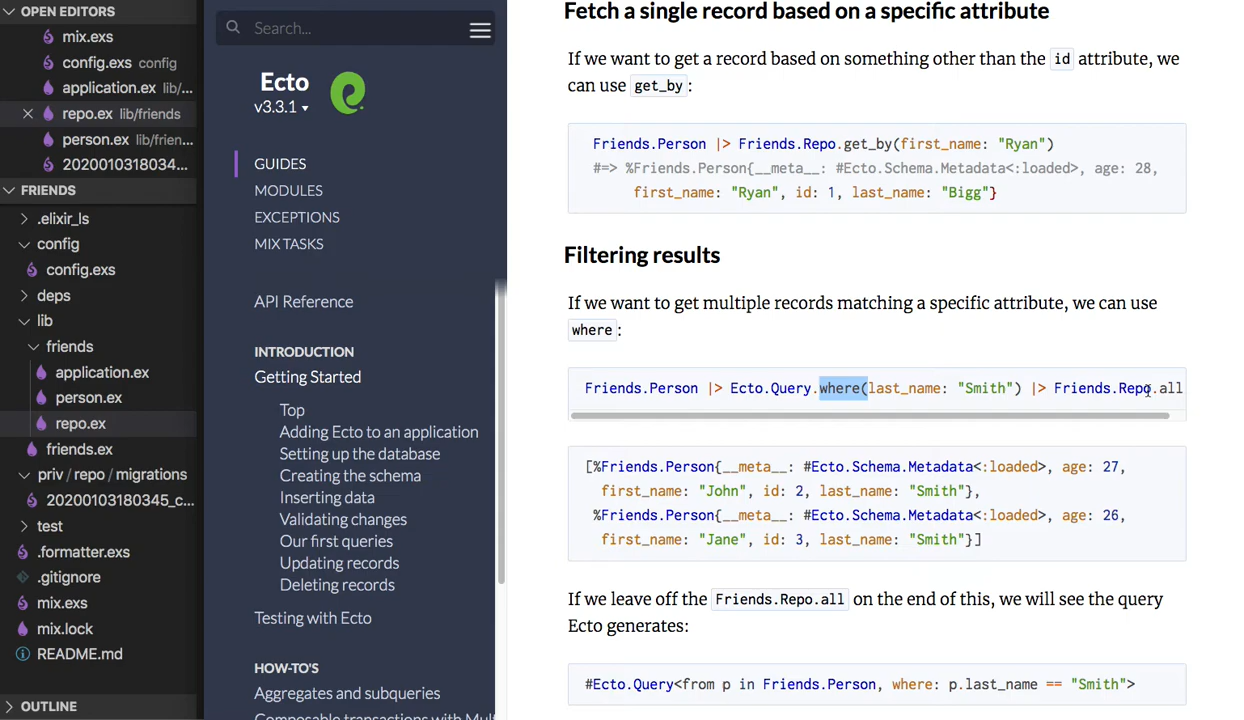 OPEN EDITORS
mix.exs
config.exs config
application.ex lib/...
repo.ex lib/friends
person.ex lib/frien...
2020010318034...
FRIENDS
.elixir_ls
config
config.exs
deps
lib
friends
application.ex
person.ex
repo.ex
friends.ex
priv / repo / migrations
20200103180345_c...
test
.formatter.exs
.gitignore
mix.exs
mix.lock
README.md
OUTLINE
Search...
Ecto
v3.3.1
GUIDES
MODULES
EXCEPTIONS
MIX TASKS
API Reference
INTRODUCTION
Getting Started
Top
Adding Ecto to an application
Setting up the database
Creating the schema
Inserting data
Validating changes
Our first queries
Updating records
Deleting records
Testing with Ecto
HOW-TO'S
Aggregates and subqueries
Composable transactions with
Fetch a single record based on a specific attribute
If we want to get a record based on something other than the id attribute, we
can use get_by:
Friends.Person |> Friends.Repo.get_by(first_name: "Ryan")
#=> %Friends.Person{__meta__: #Ecto.Schema.Metadata<:loaded>, age: 28,
first_name: "Ryan", id: 1, last_name: "Bigg"}
Filtering results
If we want to get multiple records matching a specific attribute, we can use
where:
Friends.Person |> Ecto.Query.where(last_name: "Smith") |> Friends.Repo.all
[%Friends.Person{__meta__: #Ecto.Schema.Metadata<:loaded>, age: 27,
first_name: "John", id: 2, last_name: "Smith"},
%Friends.Person{__meta__: #Ecto.Schema.Metadata<:loaded>, age: 26,
first_name: "Jane", id: 3, last_name: "Smith"}]
If we leave off the Friends.Repo.all on the end of this, we will see the query
Ecto generates:
#Ecto.Query<from p in Friends.Person, where: p.last_name == "Smith">